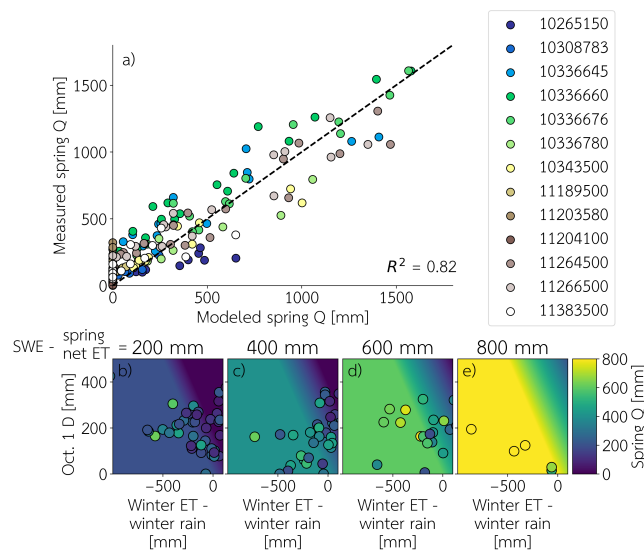 a)
Measured spring Q [mm]
1500
1000
500
0
0 500 1000 1500
Modeled spring Q [mm]
R² = 0.82
10265150
10308783
10336645
10336660
10336676
10336780
10343500
11189500
11203580
11204100
11264500
11266500
11383500
SWE - spring net ET = 200 mm 400 mm 600 mm 800 mm
b) c) d) e)
Oct. 1 D [mm]
400
200
0
−500 0 −500 0 −500 0 −500 0
Winter ET - winter rain [mm]
Winter ET - winter rain [mm]
Winter ET - winter rain [mm]
Winter ET - winter rain [mm]
800
600
400
200
0
Spring Q [mm]